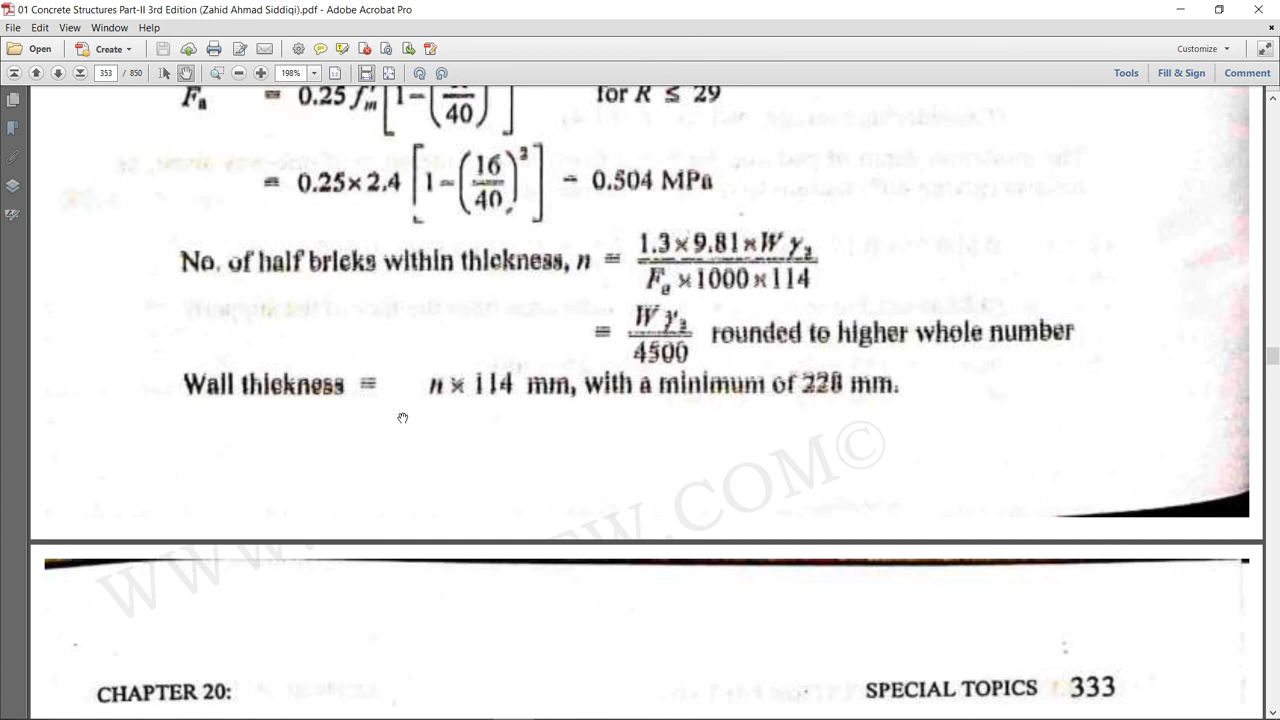 01 Concrete Structures Part-II 3rd Edition (Zahid Ahmad Siddiqi).pdf - Adobe Acrobat Pro
File Edit View Window Help
Open Create Customize
353 / 850 198% Tools Fill & Sign Comment
Fa = 0.25 f'm [1-( /40) ] for R ≤ 29
= 0.25×2.4 [1-(16/40)²] = 0.504 MPa
No. of half bricks within thickness, n = 1.3×9.81×W y₂ / Fa ×1000×114
= W y₂ / 4500 rounded to higher whole number
Wall thickness = n × 114 mm, with a minimum of 228 mm.
CHAPTER 20: SPECIAL TOPICS 333